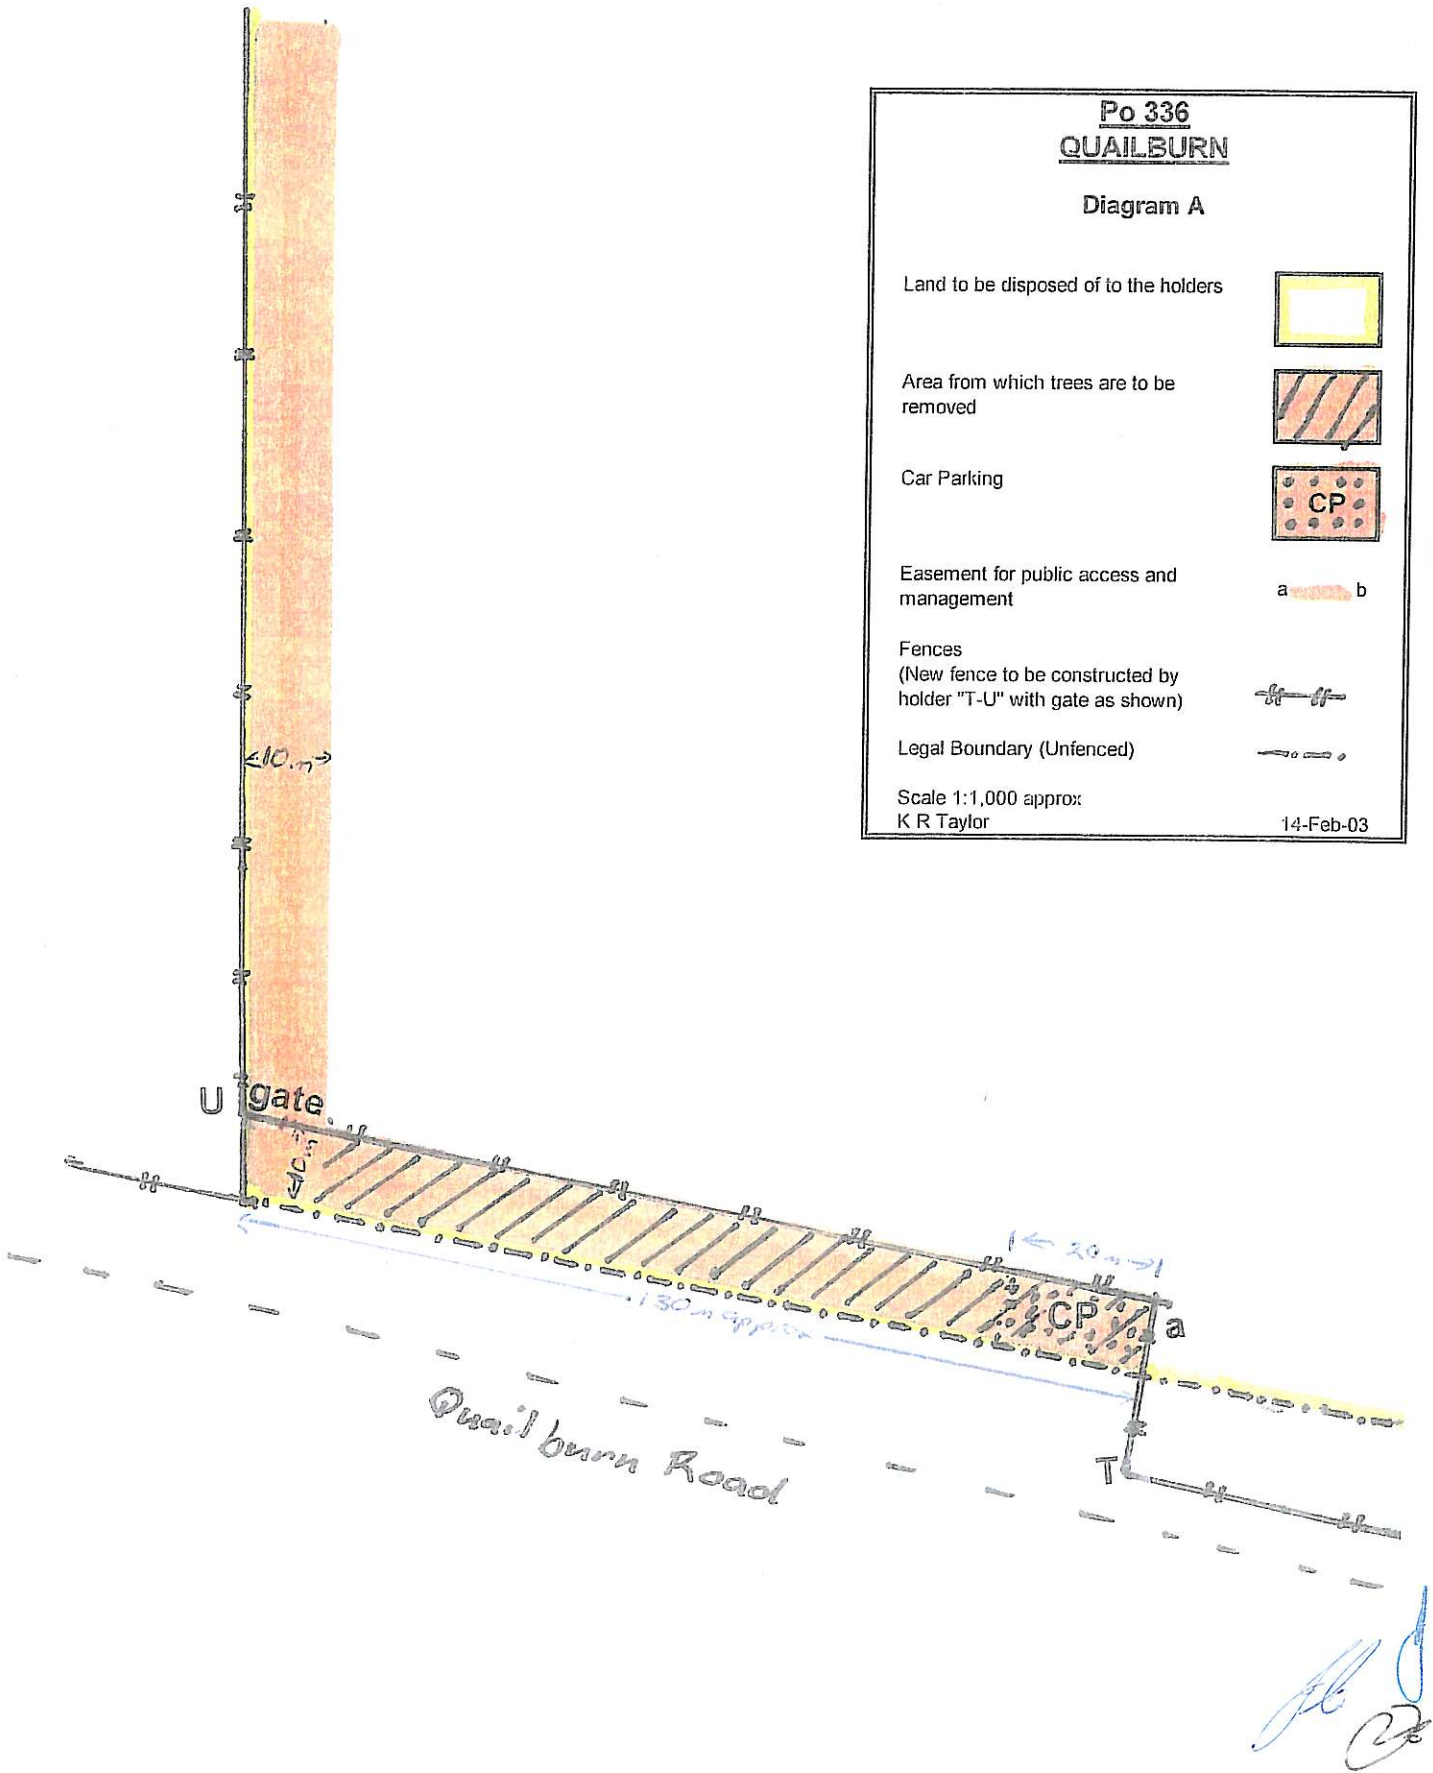 Po 336
QUAILBURN
Diagram A
Land to be disposed of to the holders
Area from which trees are to be
removed
Car Parking
CP
Easement for public access and
management
a b
Fences
(New fence to be constructed by
holder "T-U" with gate as shown)
Legal Boundary (Unfenced)
Scale 1:1,000 approx
K R Taylor 14-Feb-03
10m
U gate
10m
20m
CP
a
130m approx
T
Quailburn Road